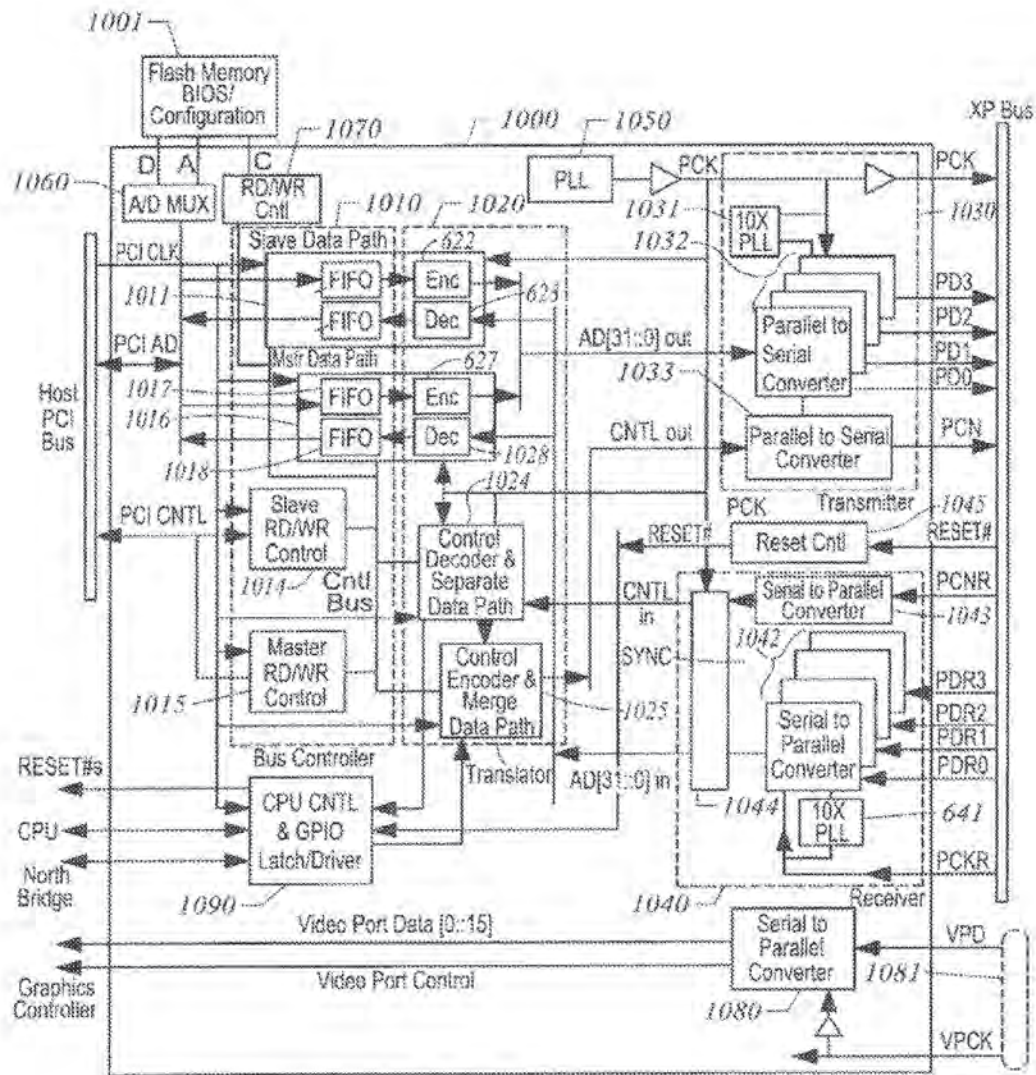 1001
Flash Memory
BIOS/
Configuration
1070
1000
1050
XP Bus
D
A
C
1060
A/D MUX
RD/WR
Cntl
1010
1020
PLL
PCK
PCK
1031
10X
PLL
1030
1032
PCI CLK
Slave Data Path
622
FIFO
Enc
1011
FIFO
Dec
623
PD3
PD2
PD1
PD0
Parallel to
Serial
Converter
AD[31::0] out
PCI AD
Mstr Data Path
627
1017
FIFO
Enc
1016
FIFO
Dec
1018
1028
1033
Host
PCI
Bus
CNTL out
Parallel to Serial
Converter
PCN
1024
Transmitter
PCI CNTL
Slave
RD/WR
Control
1014
Cntl
Bus
Control
Decoder &
Separate
Data Path
PCK
RESET#
1045
Reset Cntl
RESET#
CNTL
in
Serial to Parallel
Converter
PCNR
1043
1042
SYNC
Master
RD/WR
Control
1015
Control
Encoder &
Merge
Data Path
1025
PDR3
PDR2
PDR1
PDR0
Serial to
Parallel
Converter
Bus Controller
Translator
AD[31::0] in
1044
10X
PLL
641
RESET#s
CPU
North
Bridge
CPU CNTL
& GPIO
Latch/Driver
1090
PCKR
1040
Receiver
Video Port Data [0::15]
Video Port Control
Graphics
Controller
Serial to
Parallel
Converter
1080
VPD
1081
VPCK